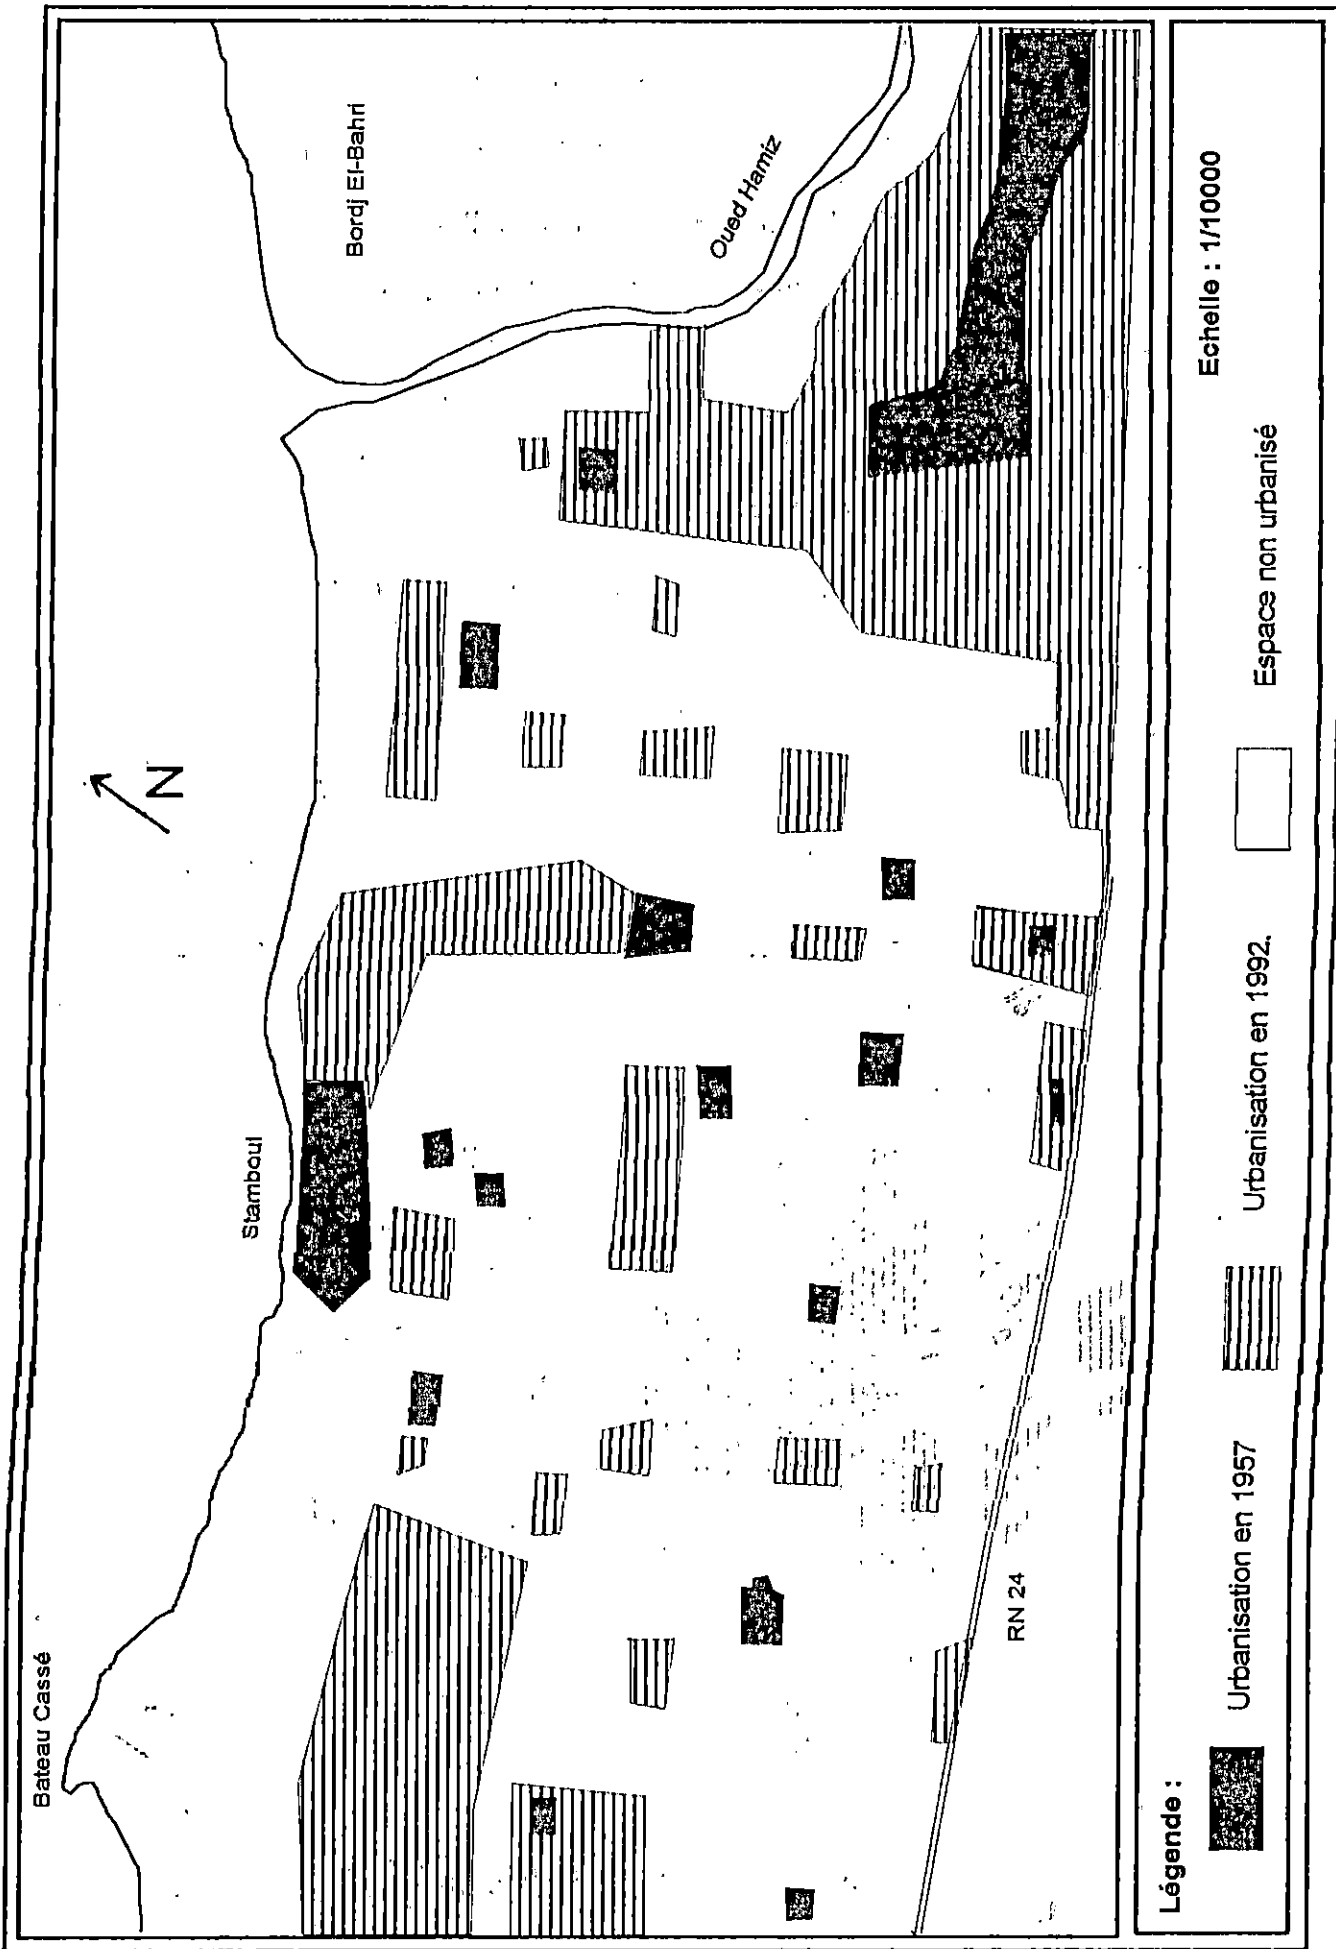 Bateau Cassé
Stamboul
Bordj El-Bahri
Oued Hamiz
N
RN 24
Légende :
Echelle : 1/10000
Urbanisation en 1957
Urbanisation en 1992.
Espace non urbanisé